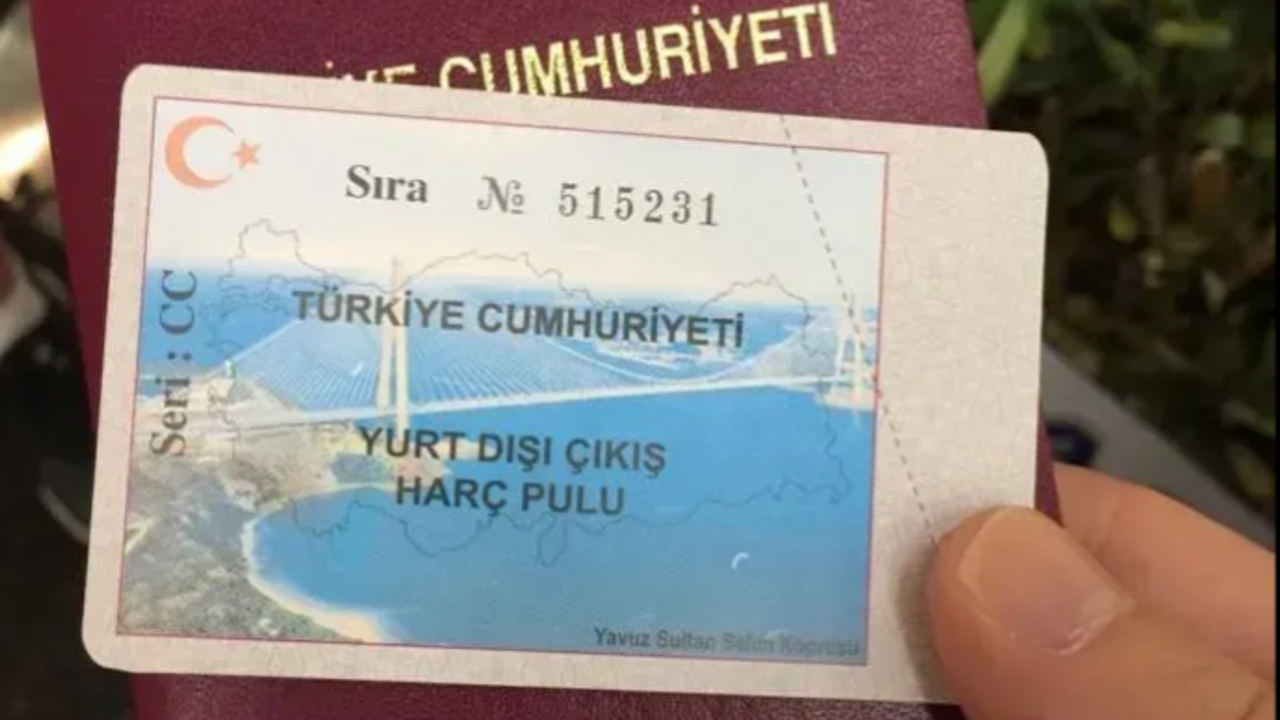 CUMHURİYETİ
Sıra № 515231
Seri : CC
TÜRKİYE CUMHURİYETİ
YURT DIŞI ÇIKIŞ
HARÇ PULU
Yavuz Sultan Selim Köprüsü